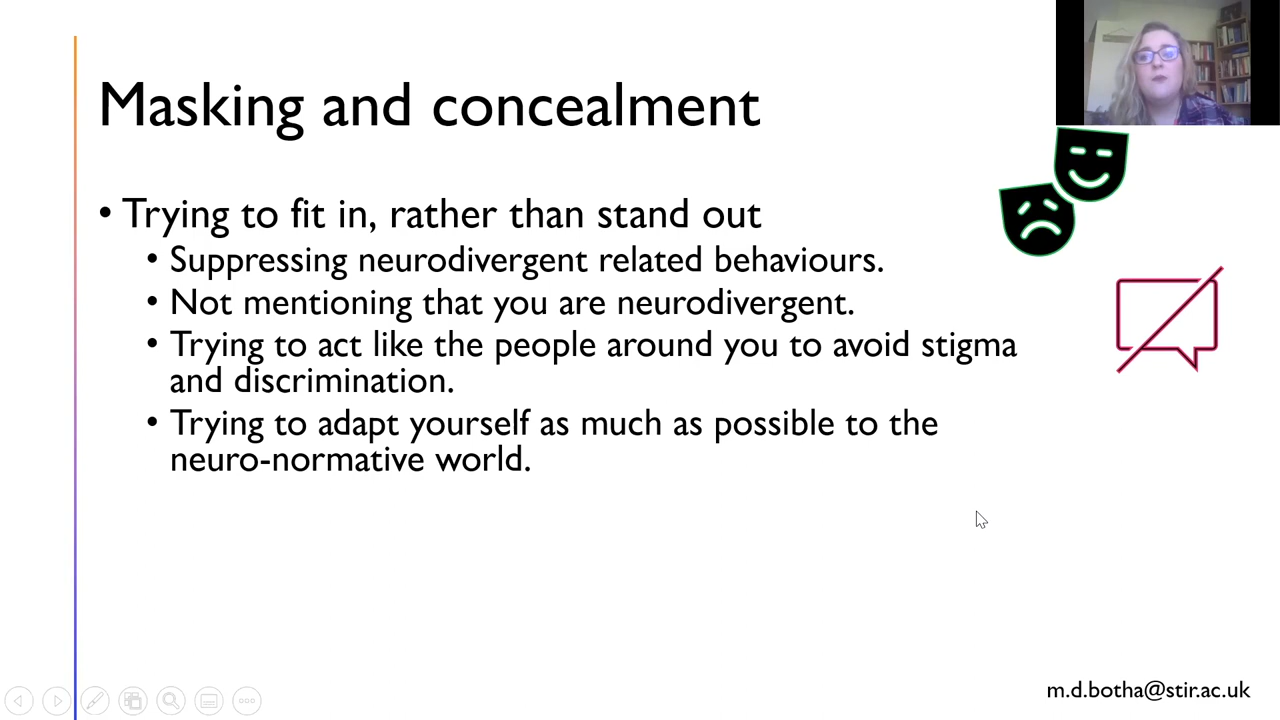 Masking and concealment
• Trying to fit in, rather than stand out
• Suppressing neurodivergent related behaviours.
• Not mentioning that you are neurodivergent.
• Trying to act like the people around you to avoid stigma
and discrimination.
• Trying to adapt yourself as much as possible to the
neuro-normative world.
m.d.botha@stir.ac.uk